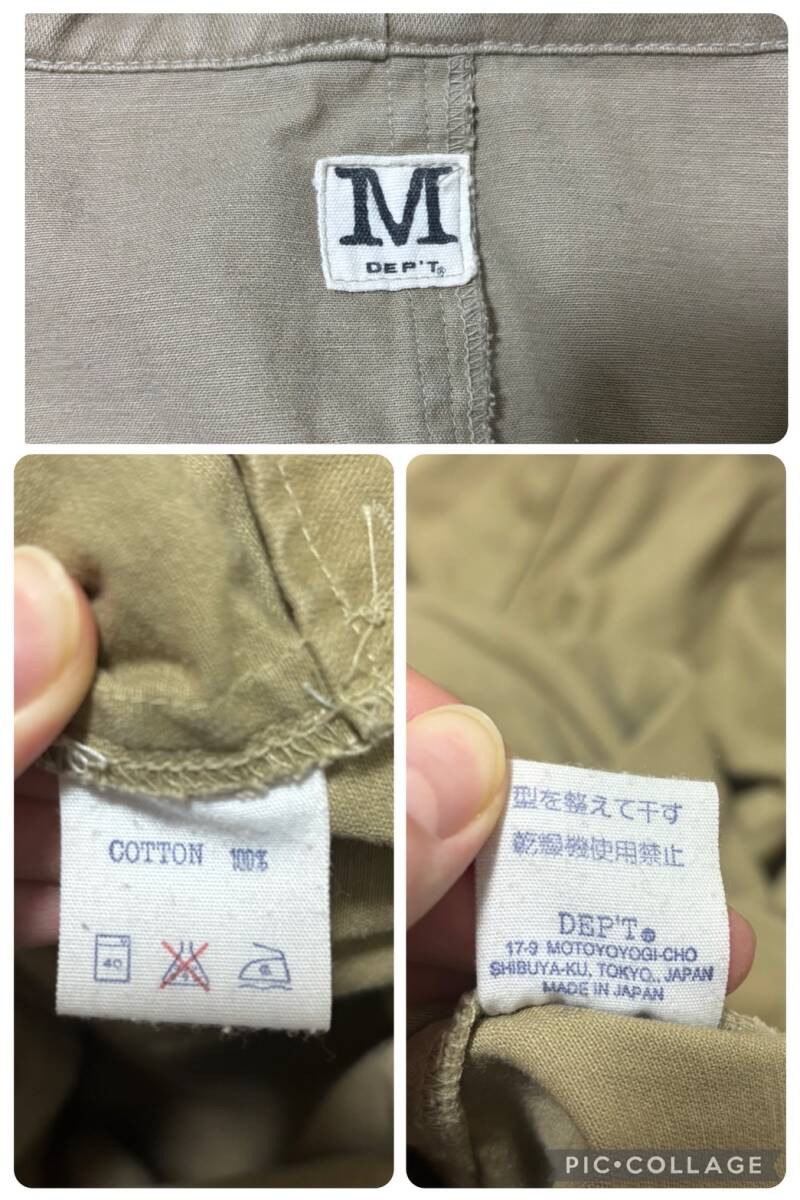 M
DEP'T®
COTTON 100%
40
型を整えて干す
乾燥機使用禁止
DEP'T®
17-9 MOTOYOYOGI-CHO
SHIBUYA-KU, TOKYO, JAPAN
MADE IN JAPAN
PIC•COLLAGE